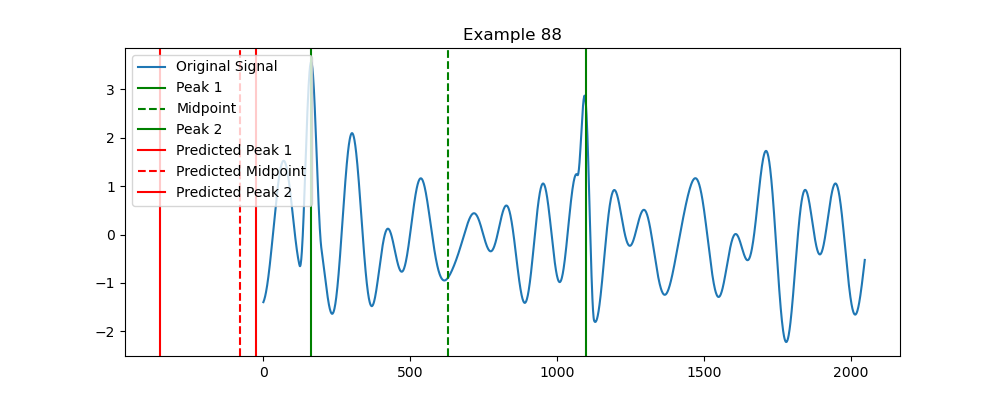 Example 88
Original Signal
Peak 1
Midpoint
Peak 2
Predicted Peak 1
Predicted Midpoint
Predicted Peak 2
3
2
1
0
−1
−2
0 500 1000 1500 2000